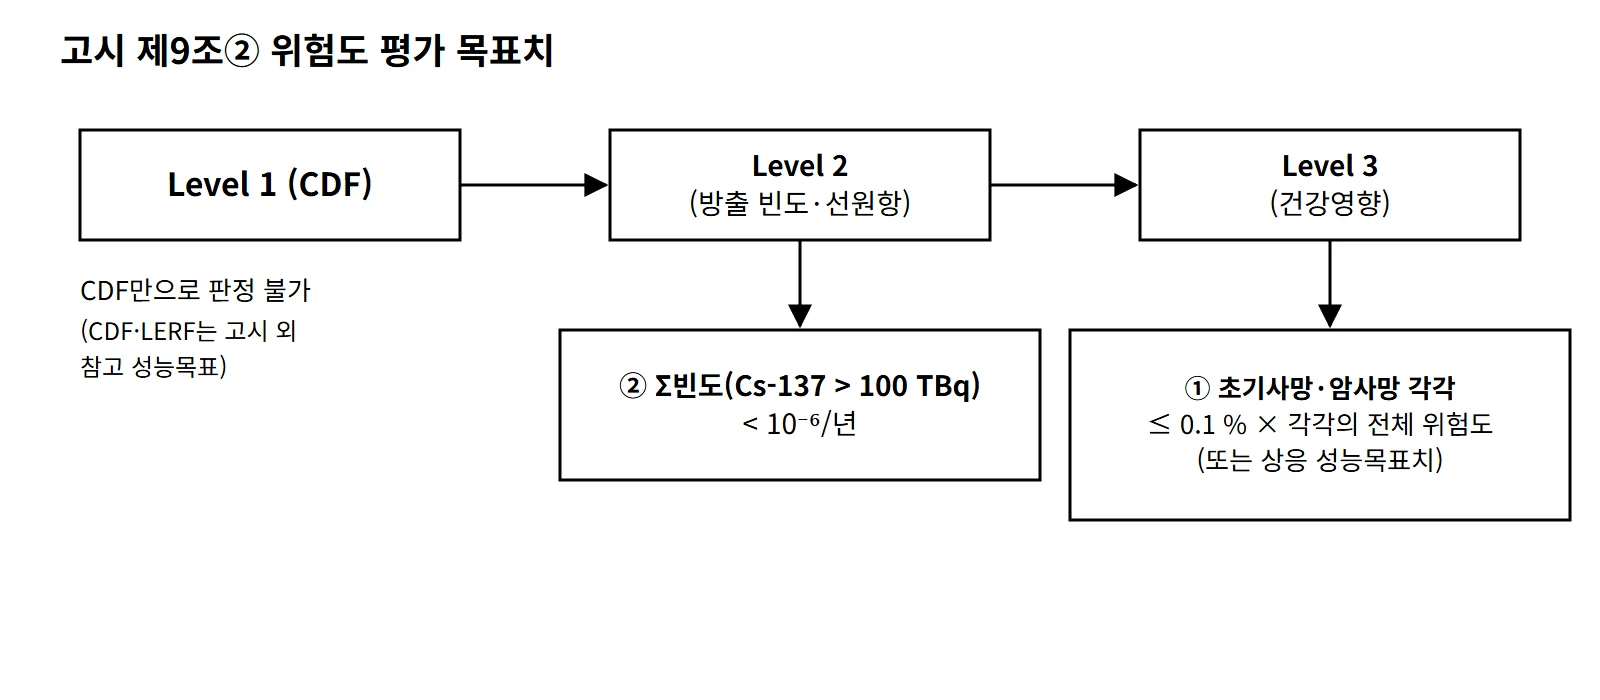 고시 제9조② 위험도 평가 목표치
Level 1 (CDF)
Level 2
(방출 빈도·선원항)
Level 3
(건강영향)
CDF만으로 판정 불가
(CDF·LERF는 고시 외
참고 성능목표)
② Σ빈도(Cs-137 > 100 TBq)
< 10⁻⁶/년
① 초기사망·암사망 각각
≤ 0.1 % × 각각의 전체 위험도
(또는 상응 성능목표치)